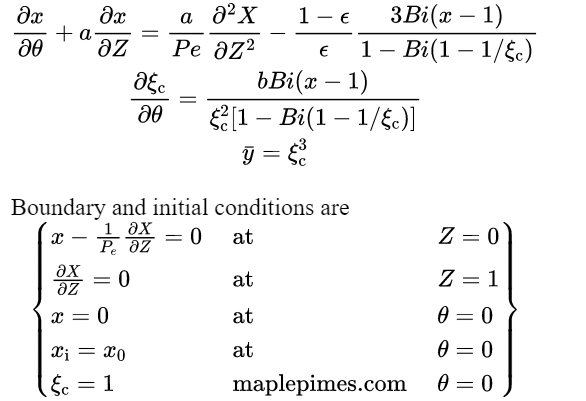 ∂x/∂θ + a ∂x/∂Z = a/Pe ∂²X/∂Z² − 1 − ϵ/ϵ 3Bi(x − 1)/1 − Bi(1 − 1/ξc)
∂ξc/∂θ = bBi(x − 1)/ξc²[1 − Bi(1 − 1/ξc)]
ȳ = ξc³
Boundary and initial conditions are
x − 1/Pe ∂X/∂Z = 0 at Z = 0
∂X/∂Z = 0 at Z = 1
x = 0 at θ = 0
xi = x0 at θ = 0
ξc = 1 maplepimes.com θ = 0